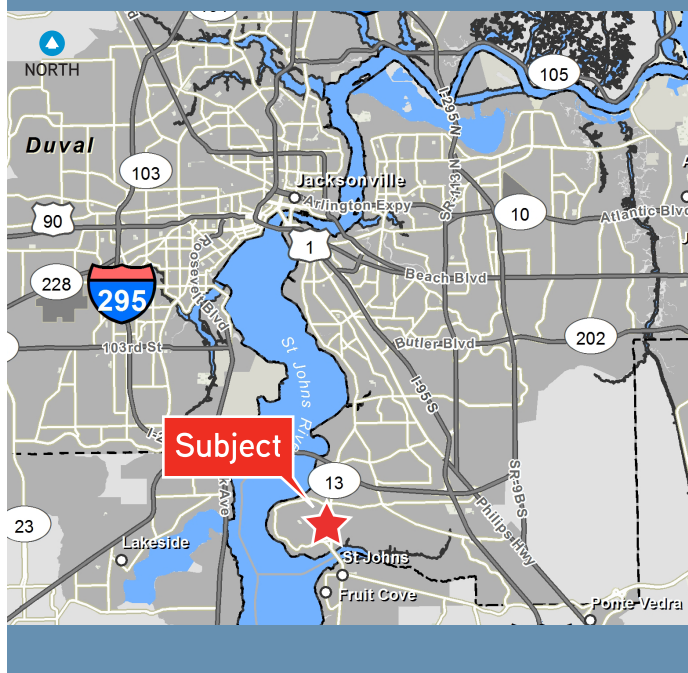 NORTH
105
I-295 N
Duval
103
SR-113 N
Jacksonville
Arlington Expy
10
Atlantic Blvd
90
1
228
295
Roosevelt Blvd
Beach Blvd
202
Butler Blvd
103rd St
St Johns River
I-95 S
Subject
13
SR-9B S
Philips Hwy
23
Lakeside
St Johns
Fruit Cove
Ponte Vedra